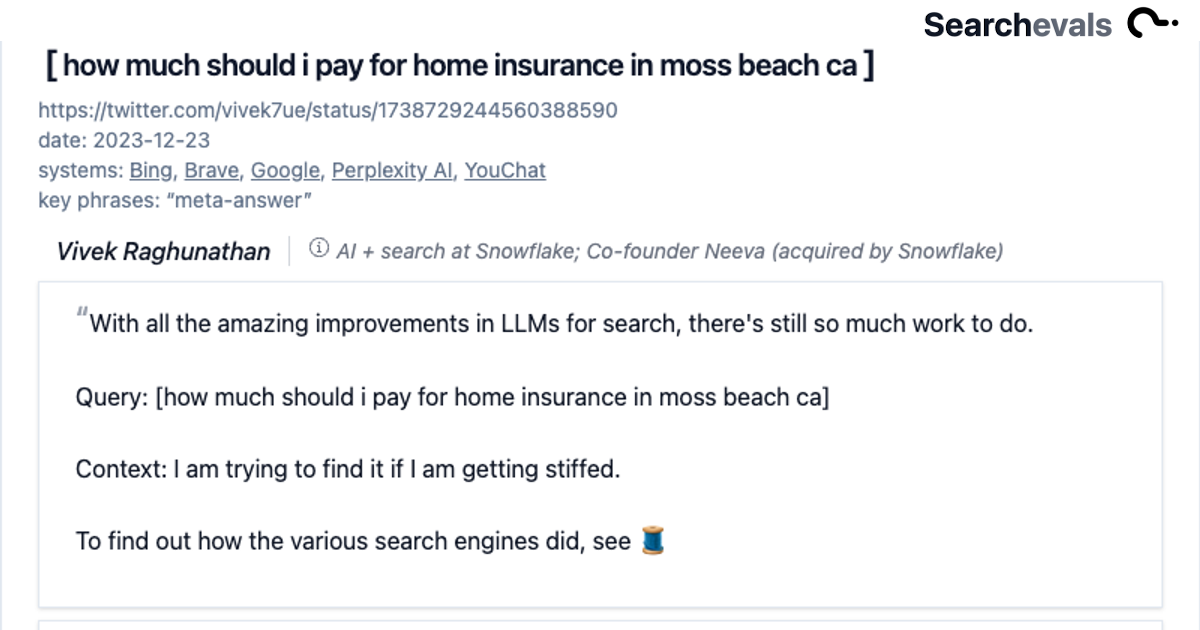 Searchevals
[ how much should i pay for home insurance in moss beach ca ]
https://twitter.com/vivek7ue/status/1738729244560388590
date: 2023-12-23
systems: Bing, Brave, Google, Perplexity AI, YouChat
key phrases: “meta-answer”
Vivek Raghunathan ⓘ AI + search at Snowflake; Co-founder Neeva (acquired by Snowflake)
"With all the amazing improvements in LLMs for search, there's still so much work to do.
Query: [how much should i pay for home insurance in moss beach ca]
Context: I am trying to find it if I am getting stiffed.
To find out how the various search engines did, see 🧵